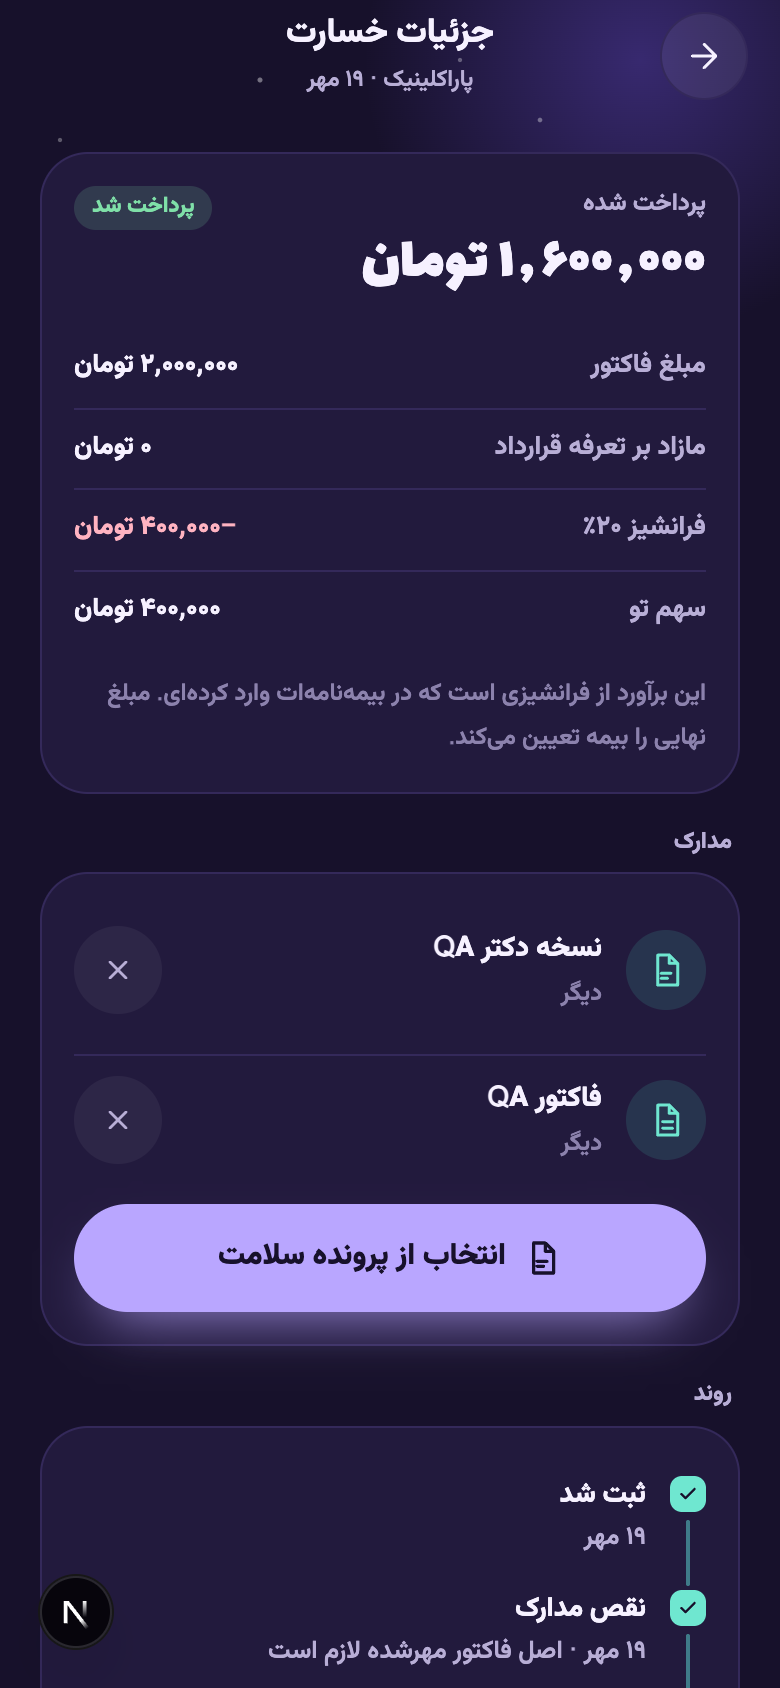 جزئیات خسارت
پاراکلینیک · ۱۹ مهر
پرداخت شده
پرداخت شد
۱,۶۰۰,۰۰۰ تومان
مبلغ فاکتور
۲,۰۰۰,۰۰۰ تومان
مازاد بر تعرفه قرارداد
۰ تومان
فرانشیز ۲۰٪
−۴۰۰,۰۰۰ تومان
سهم تو
۴۰۰,۰۰۰ تومان
این برآورد از فرانشیزی است که در بیمه‌نامه‌ات وارد کرده‌ای. مبلغ
نهایی را بیمه تعیین می‌کند.
مدارک
نسخه دکتر QA
دیگر
فاکتور QA
دیگر
انتخاب از پرونده سلامت
روند
ثبت شد
۱۹ مهر
نقص مدارک
۱۹ مهر · اصل فاکتور مهرشده لازم است
N